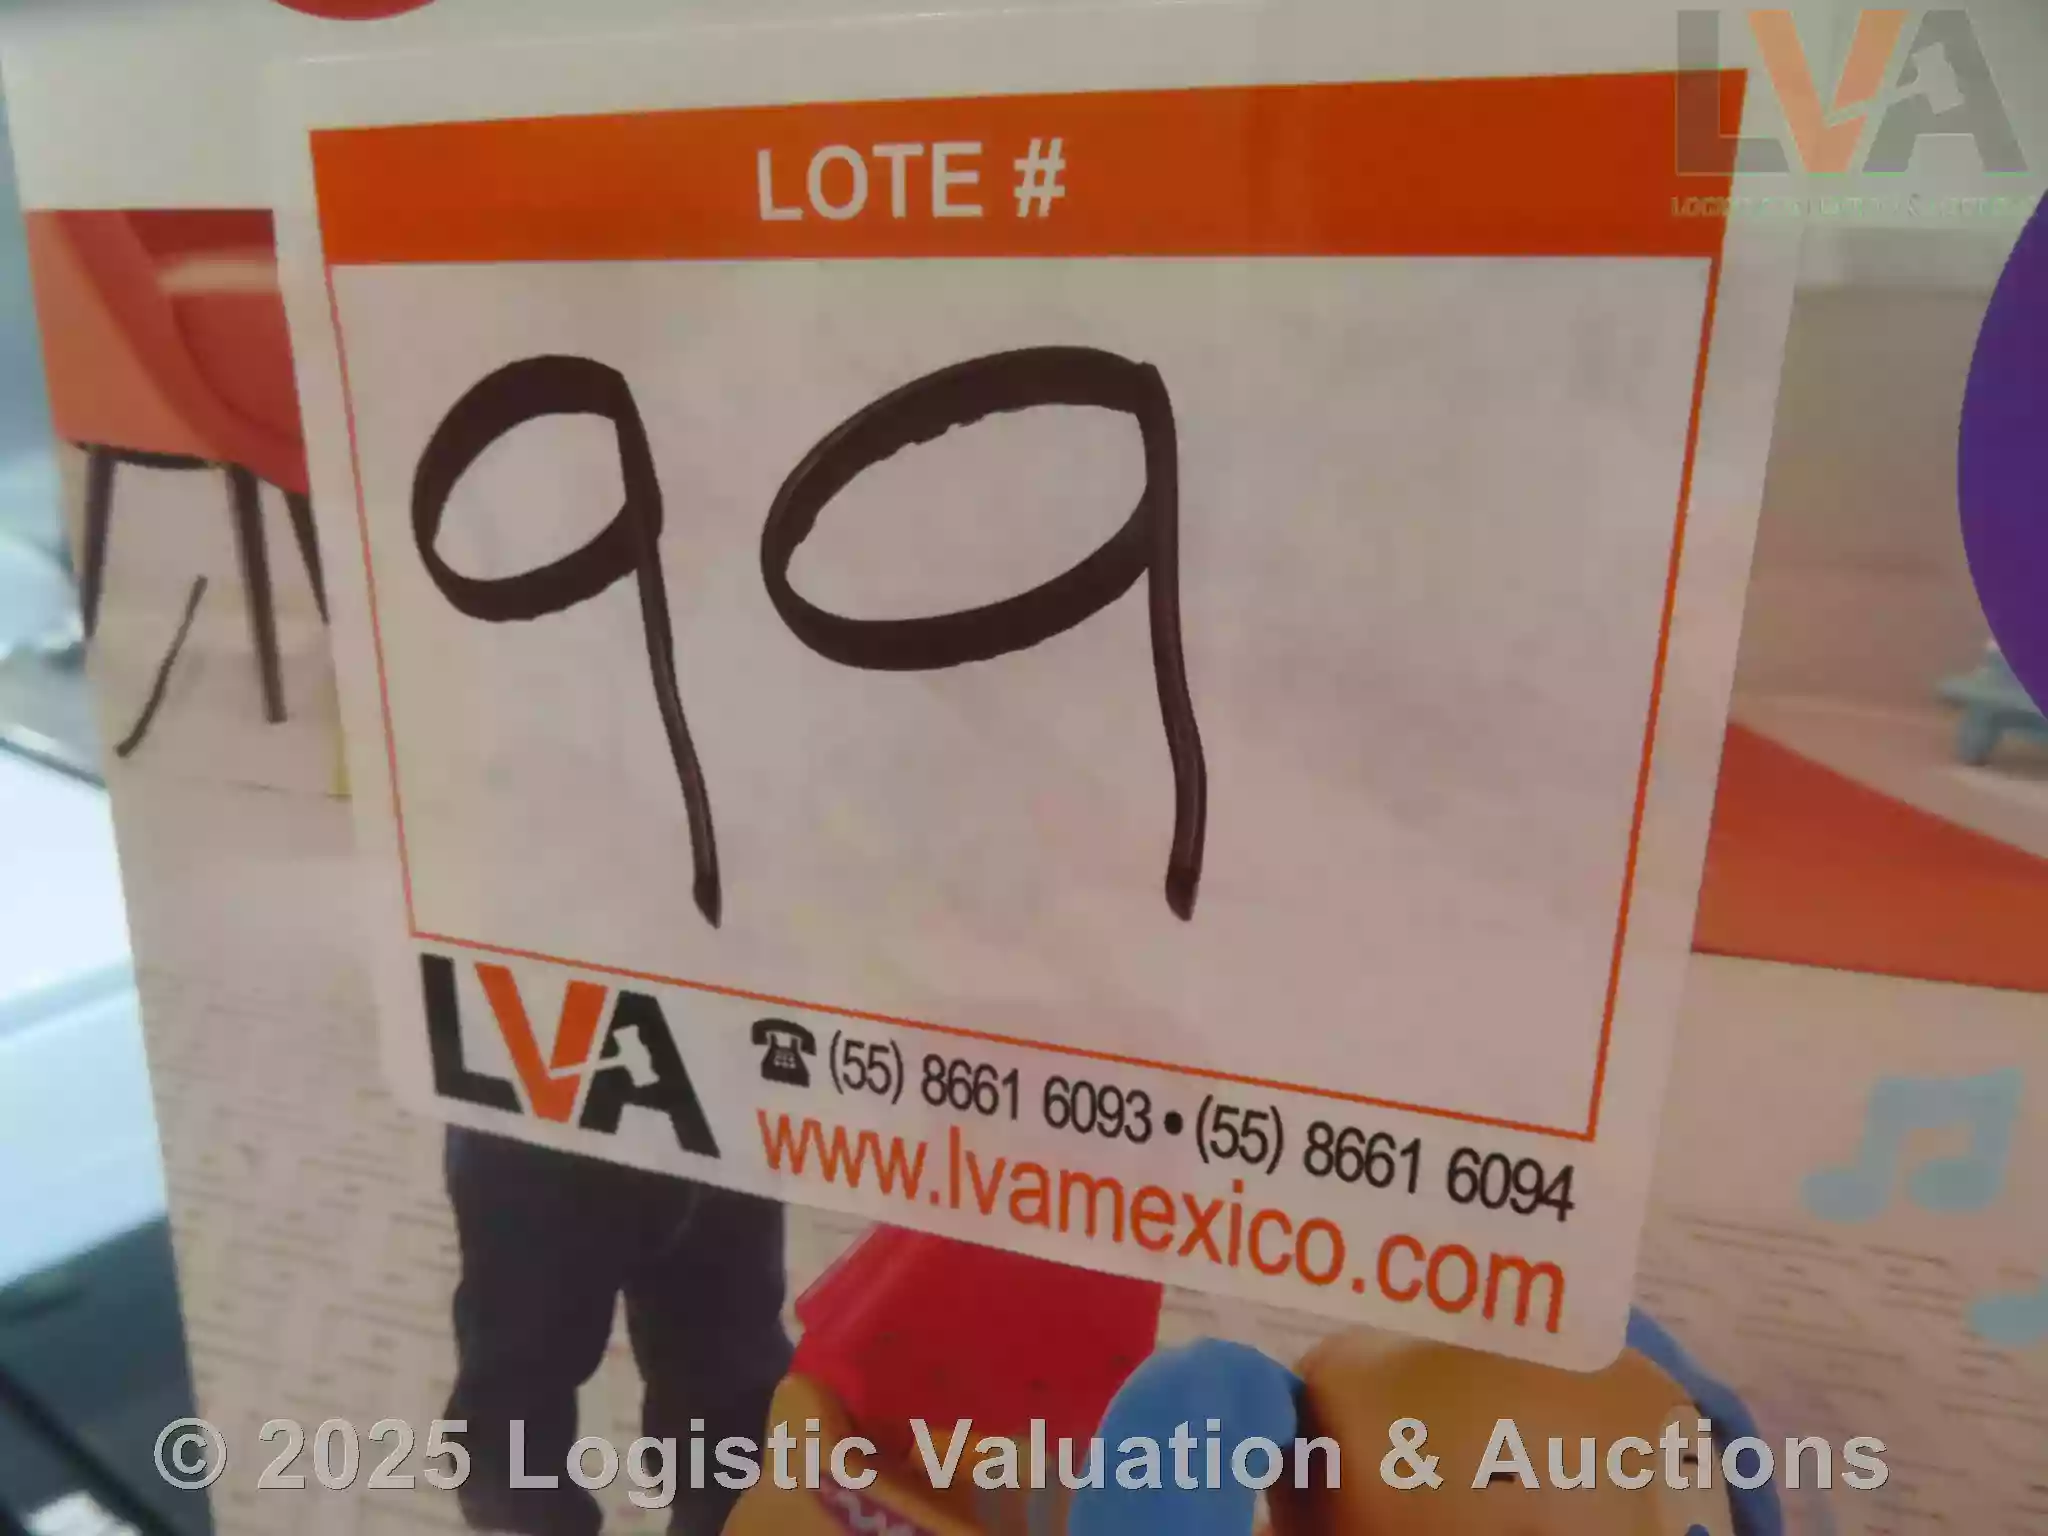 LVA
LOTE #
99
LVA
(55) 8661 6093 • (55) 8661 6094
www.lvamexico.com
© 2025 Logistic Valuation & Auctions